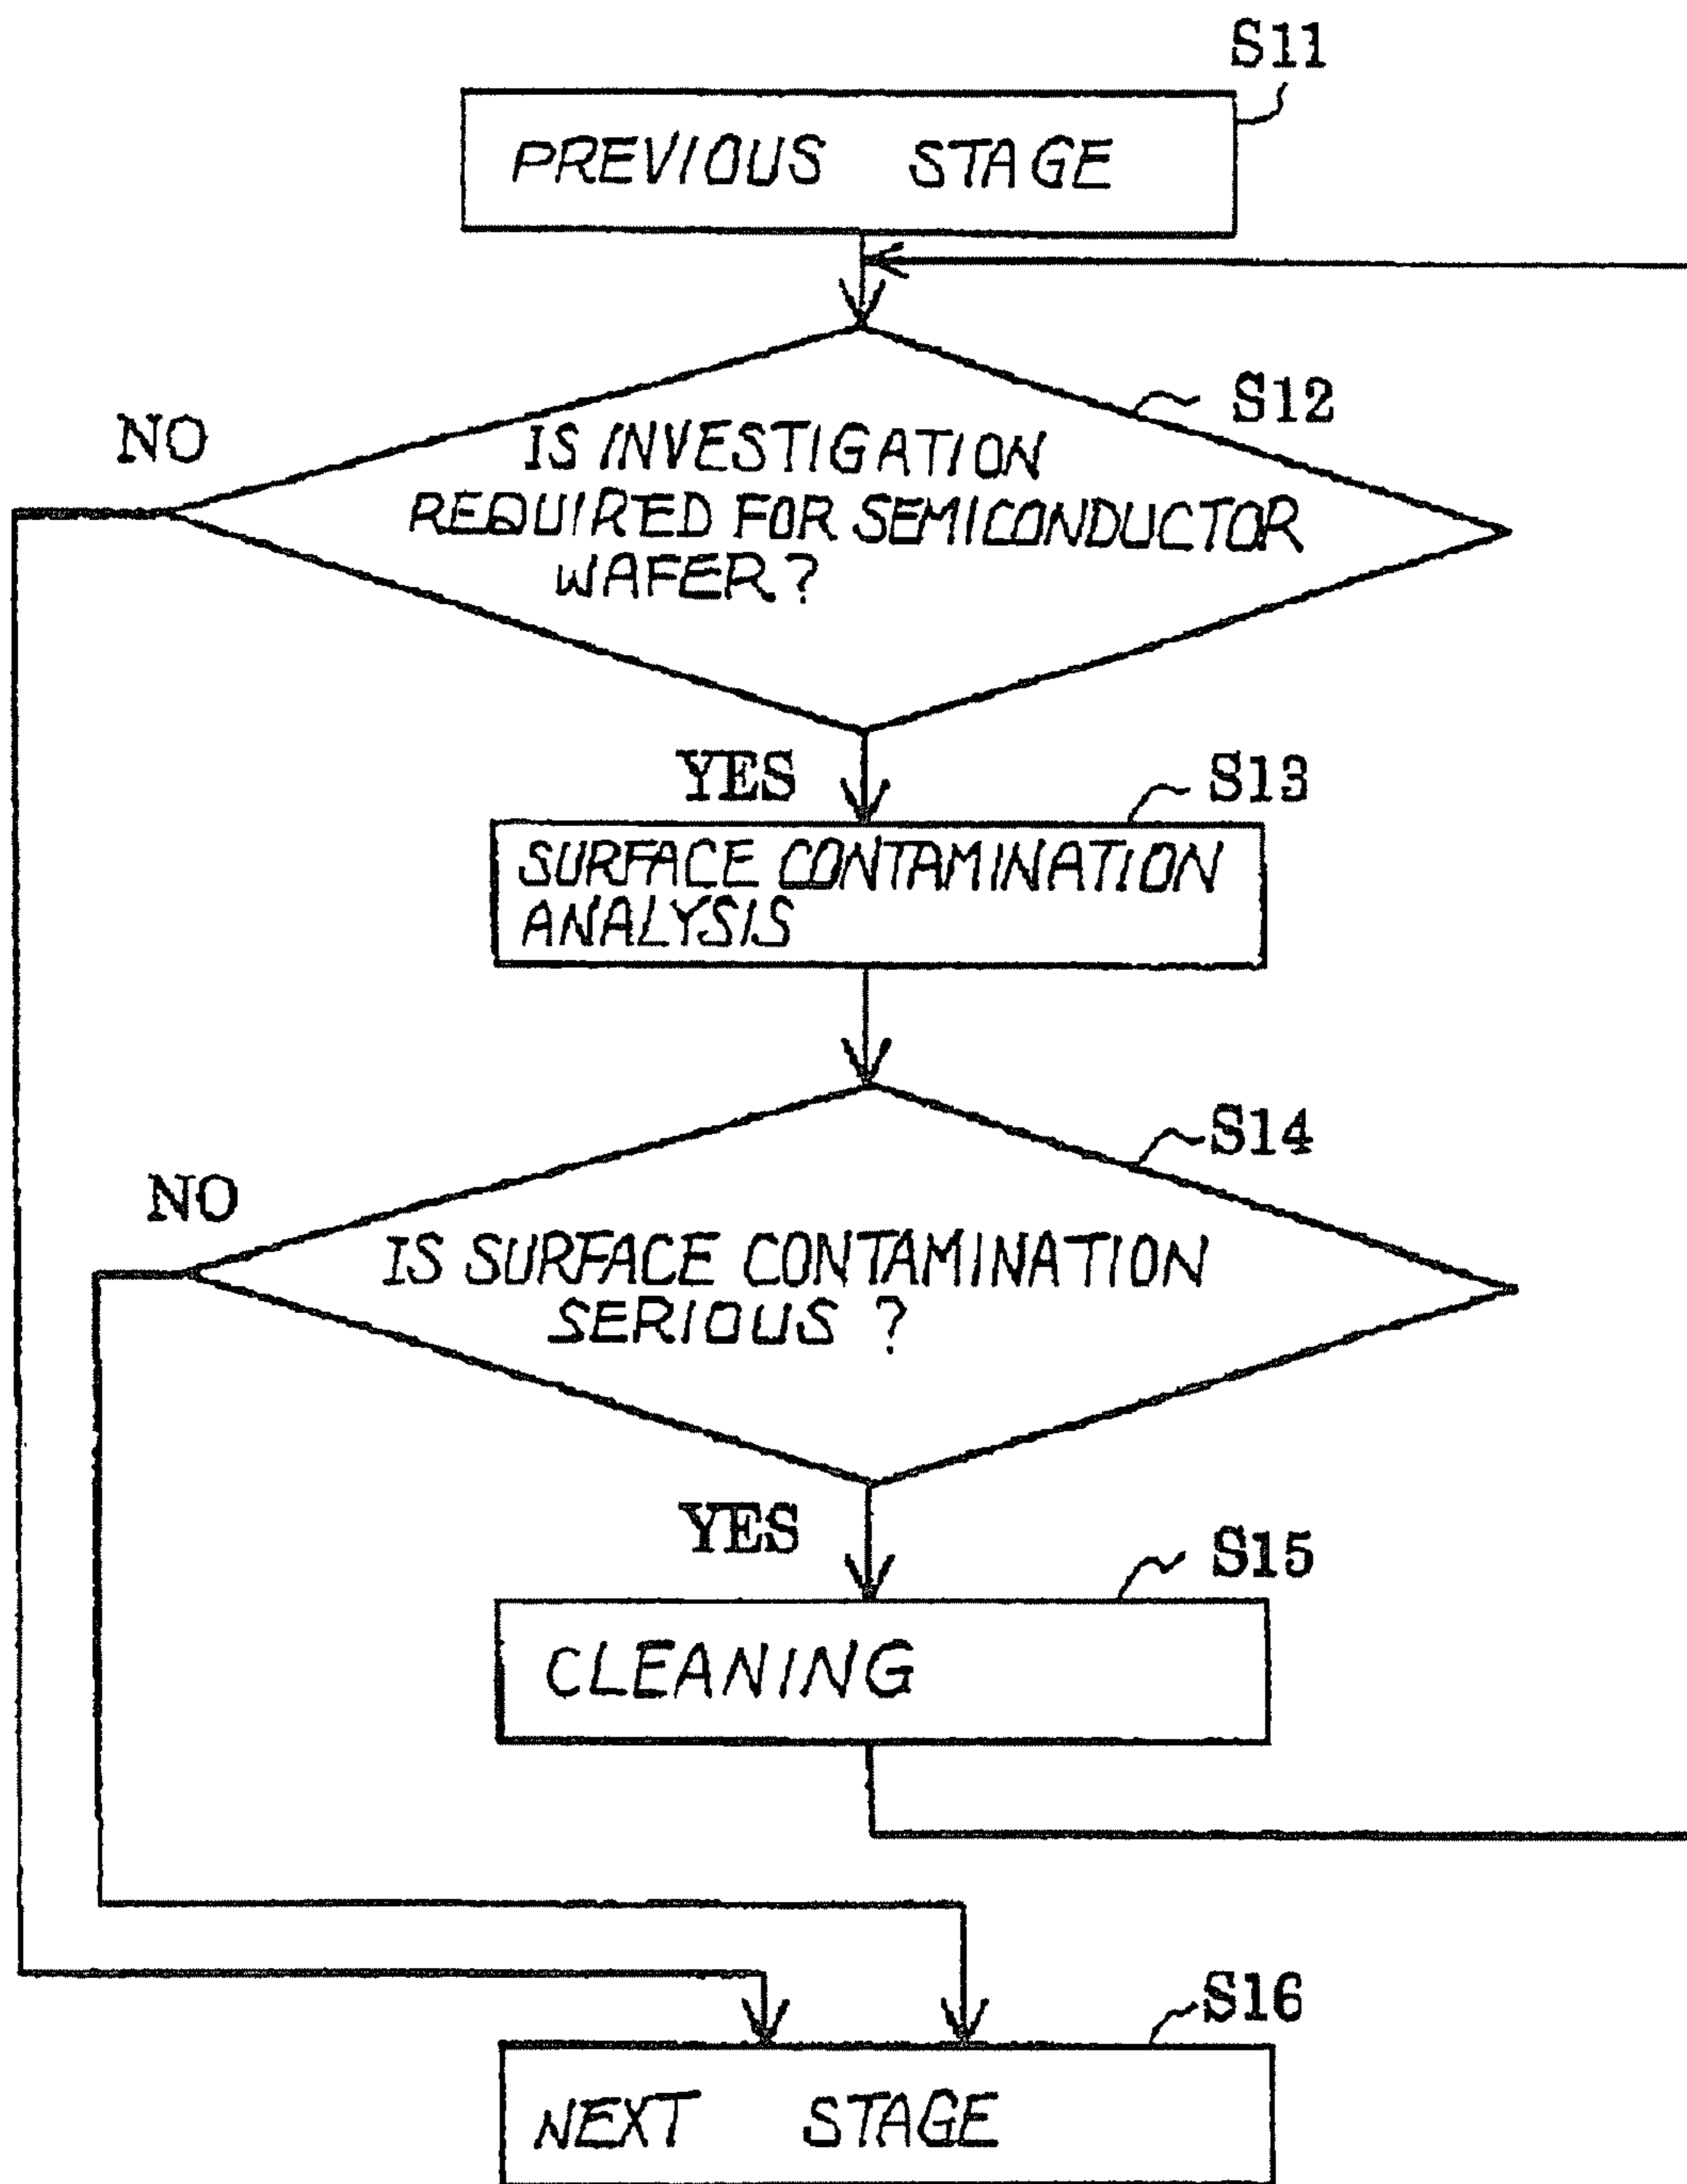 S11
PREVIOUS STAGE
S12
NO
IS INVESTIGATION
REQUIRED FOR SEMICONDUCTOR
WAFER?
YES
S13
SURFACE CONTAMINATION
ANALYSIS
S14
NO
IS SURFACE CONTAMINATION
SERIOUS ?
YES
S15
CLEANING
S16
NEXT STAGE